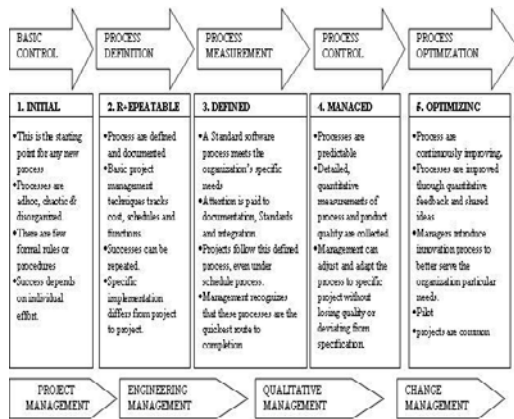 BASIC
CONTROL
PROCESS
DEFINITION
PROCESS
MEASUREMENT
PROCESS
CONTROL
PROCESS
OPTIMIZATION
1. INITIAL
•This is the starting
point for any new
process
•Processes are
adhoc, chaotic &
disorganized
•There are few
formal rules or
procedures
•Success depends
on individual
effort.
2. R=EPEATABLE
•Process are defined
and documented
•Basic project
management
techniques tracks
cost, schedules and
functions.
•Successes can be
repeated.
•Specific
implementation
differs from project
to project.
3. DEFINED
•A Standard software
process meets the
organization's specific
needs
•Attention is paid to
documentation, Standards
and integration
•Projects follow this defined
process, even under
schedule process.
•Management recognizes
that these processes are the
quickest route to
completion
4. MANAGED
•Processes are
predictable
•Detailed,
quantitative
measurements of
process and product
quality are collected.
•Management can
adjust and adapt the
process to specific
project without
losing quality or
deviating from
specification.
5. OPTIMIZING
•Process are
continuously improving.
•Processes are improved
through quantitative
feedback and shared
ideas
•Managers introduce
innovation process to
better serve the
organization particular
needs.
•Pilot
projects are common
PROJECT
MANAGEMENT
ENGINEERING
MANAGEMENT
QUALITATIVE
MANAGEMENT
CHANGE
MANAGEMENT